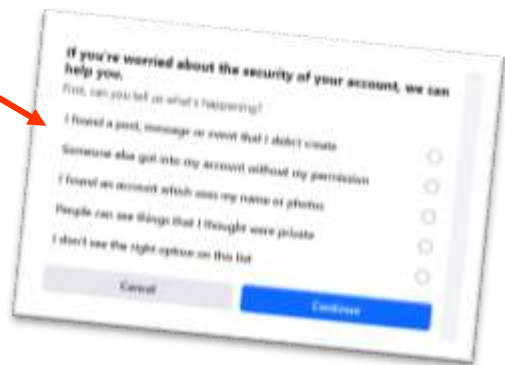 If you're worried about the security of your account, we can
help you.
First, can you tell us what's happening?
I found a post, message or event that I didn't create
Someone else got into my account without my permission
I found an account which uses my name or photos
People can see things that I thought were private
I don't see the right option on this list
Cancel
Continue